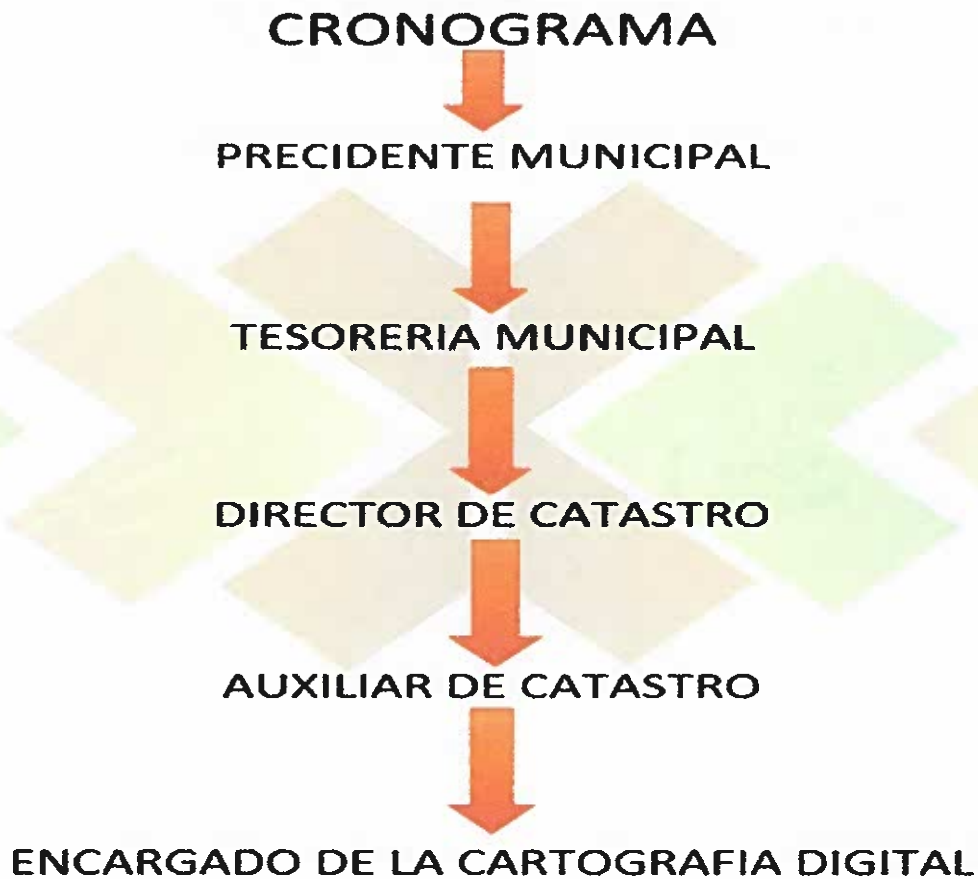 CRONOGRAMA
PRECIDENTE MUNICIPAL
TESORERIA MUNICIPAL
DIRECTOR DE CATASTRO
AUXILIAR DE CATASTRO
ENCARGADO DE LA CARTOGRAFIA DIGITAL